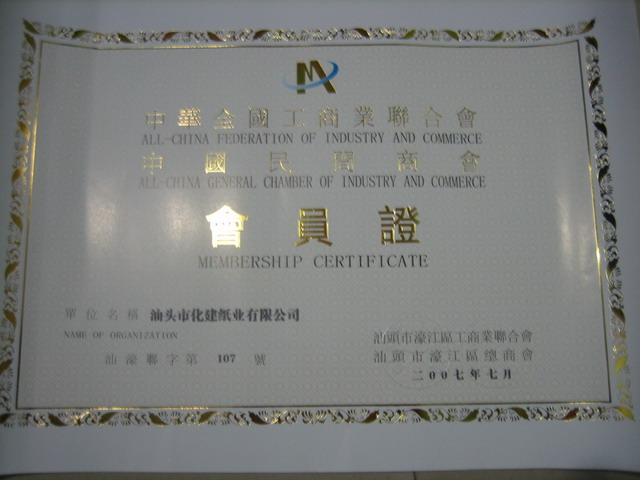 中華全國工商業聯合會
ALL-CHINA FEDERATION OF INDUSTRY AND COMMERCE
中國民間商會
ALL-CHINA GENERAL CHAMBER OF INDUSTRY AND COMMERCE
會員證
MEMBERSHIP CERTIFICATE
單位名稱 汕头市化建纸业有限公司
NAME OF ORGANIZATION
汕濠聯字第 107 號
汕頭市濠江區工商業聯合會
汕頭市濠江區總商會
二00七年七月